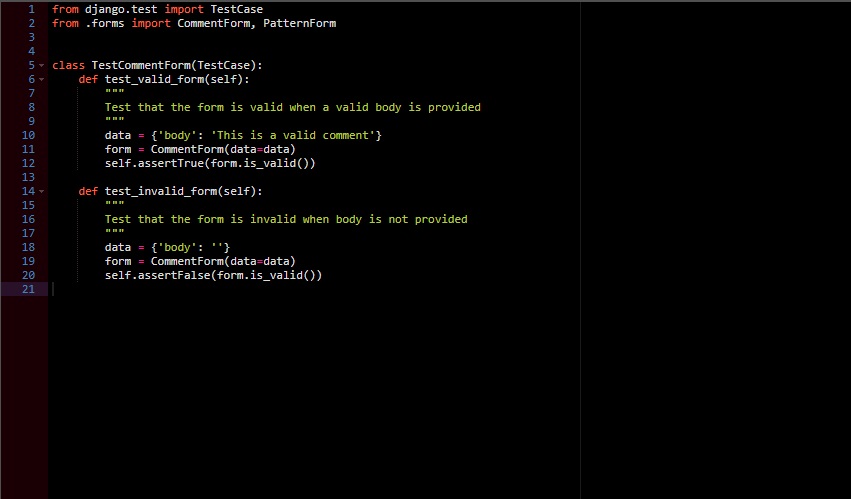 1 from django.test import TestCase
2 from .forms import CommentForm, PatternForm
3
4
5 class TestCommentForm(TestCase):
6     def test_valid_form(self):
7         """
8         Test that the form is valid when a valid body is provided
9         """
10         data = {'body': 'This is a valid comment'}
11         form = CommentForm(data=data)
12         self.assertTrue(form.is_valid())
13
14     def test_invalid_form(self):
15         """
16         Test that the form is invalid when body is not provided
17         """
18         data = {'body': ''}
19         form = CommentForm(data=data)
20         self.assertFalse(form.is_valid())
21